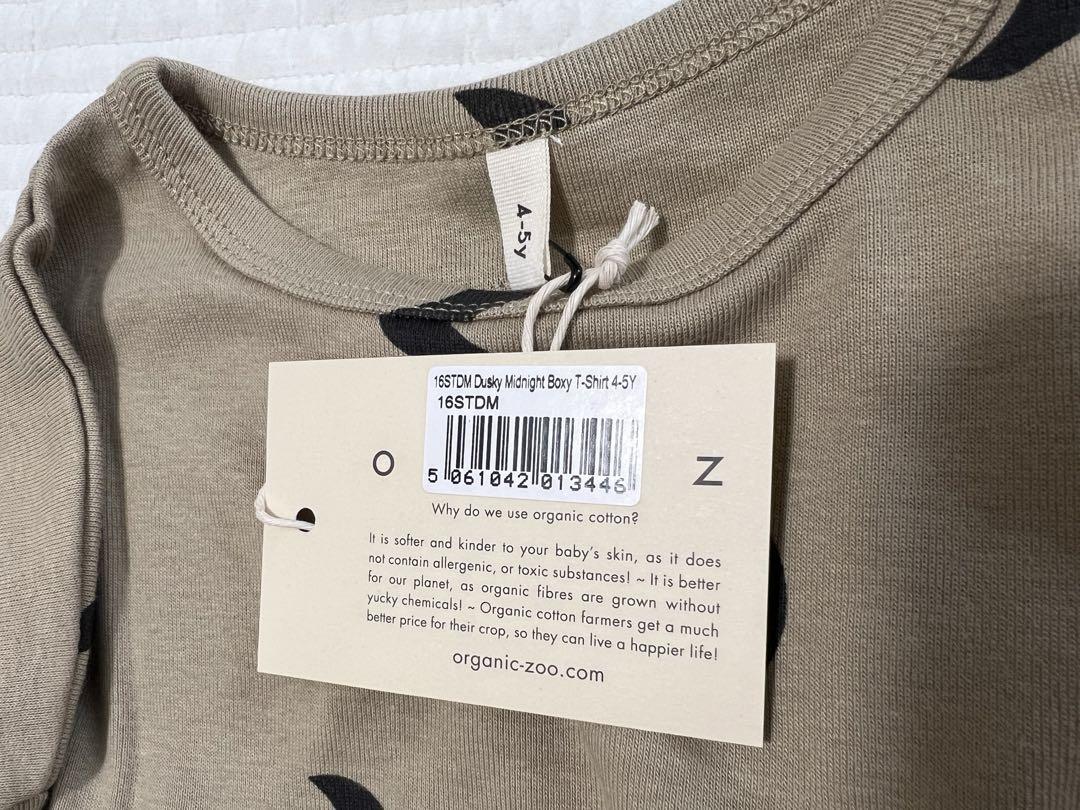 4-5y
16STDM Dusky Midnight Boxy T-Shirt 4-5Y
16STDM
5 061042 013446
O Z
Why do we use organic cotton?
It is softer and kinder to your baby's skin, as it does
not contain allergenic, or toxic substances! ~ It is better
for our planet, as organic fibres are grown without
yucky chemicals! ~ Organic cotton farmers get a much
better price for their crop, so they can live a happier life!
organic-zoo.com